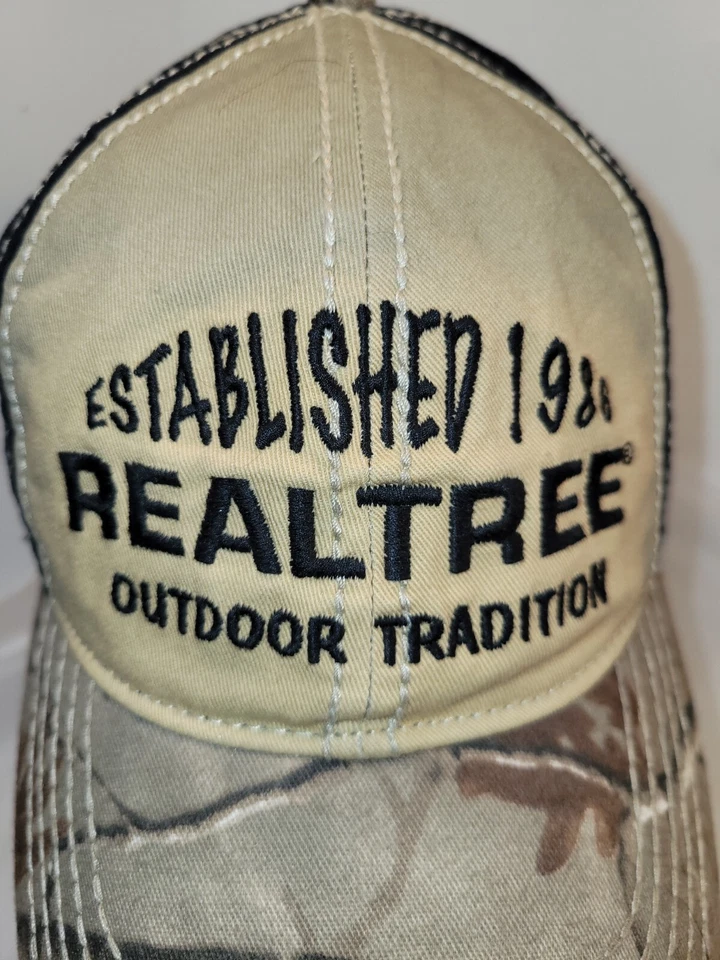 ESTABLISHED 1986
REALTREE®
OUTDOOR TRADITION